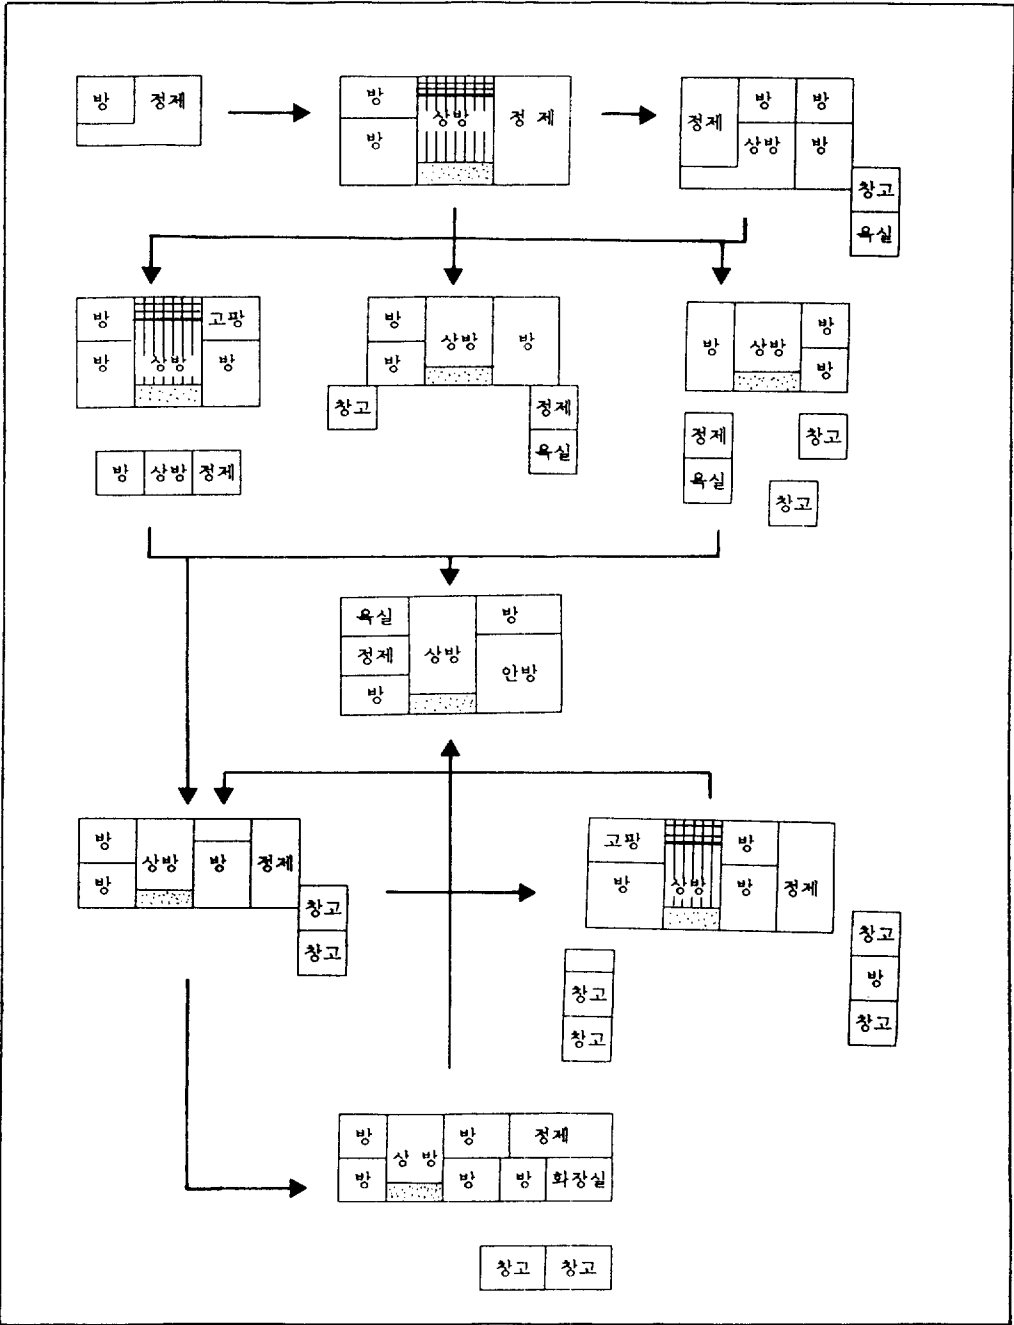 방 정제
방
상방
정 제
방
방 방
정제
상방 방
창고
욕실
방 고팡
방 상방 방
방 상방 정제
방
상방 방
방
창고 정제
욕실
방
방 상방
방
정제 창고
욕실
창고
욕실 방
정제 상방
안방
방
방
상방 방 정제
방
창고
창고
고팡 방
방 상방 방 정제
창고
창고
창고
방
창고
방 방 정제
상 방
방 방 방 화장실
창고 창고